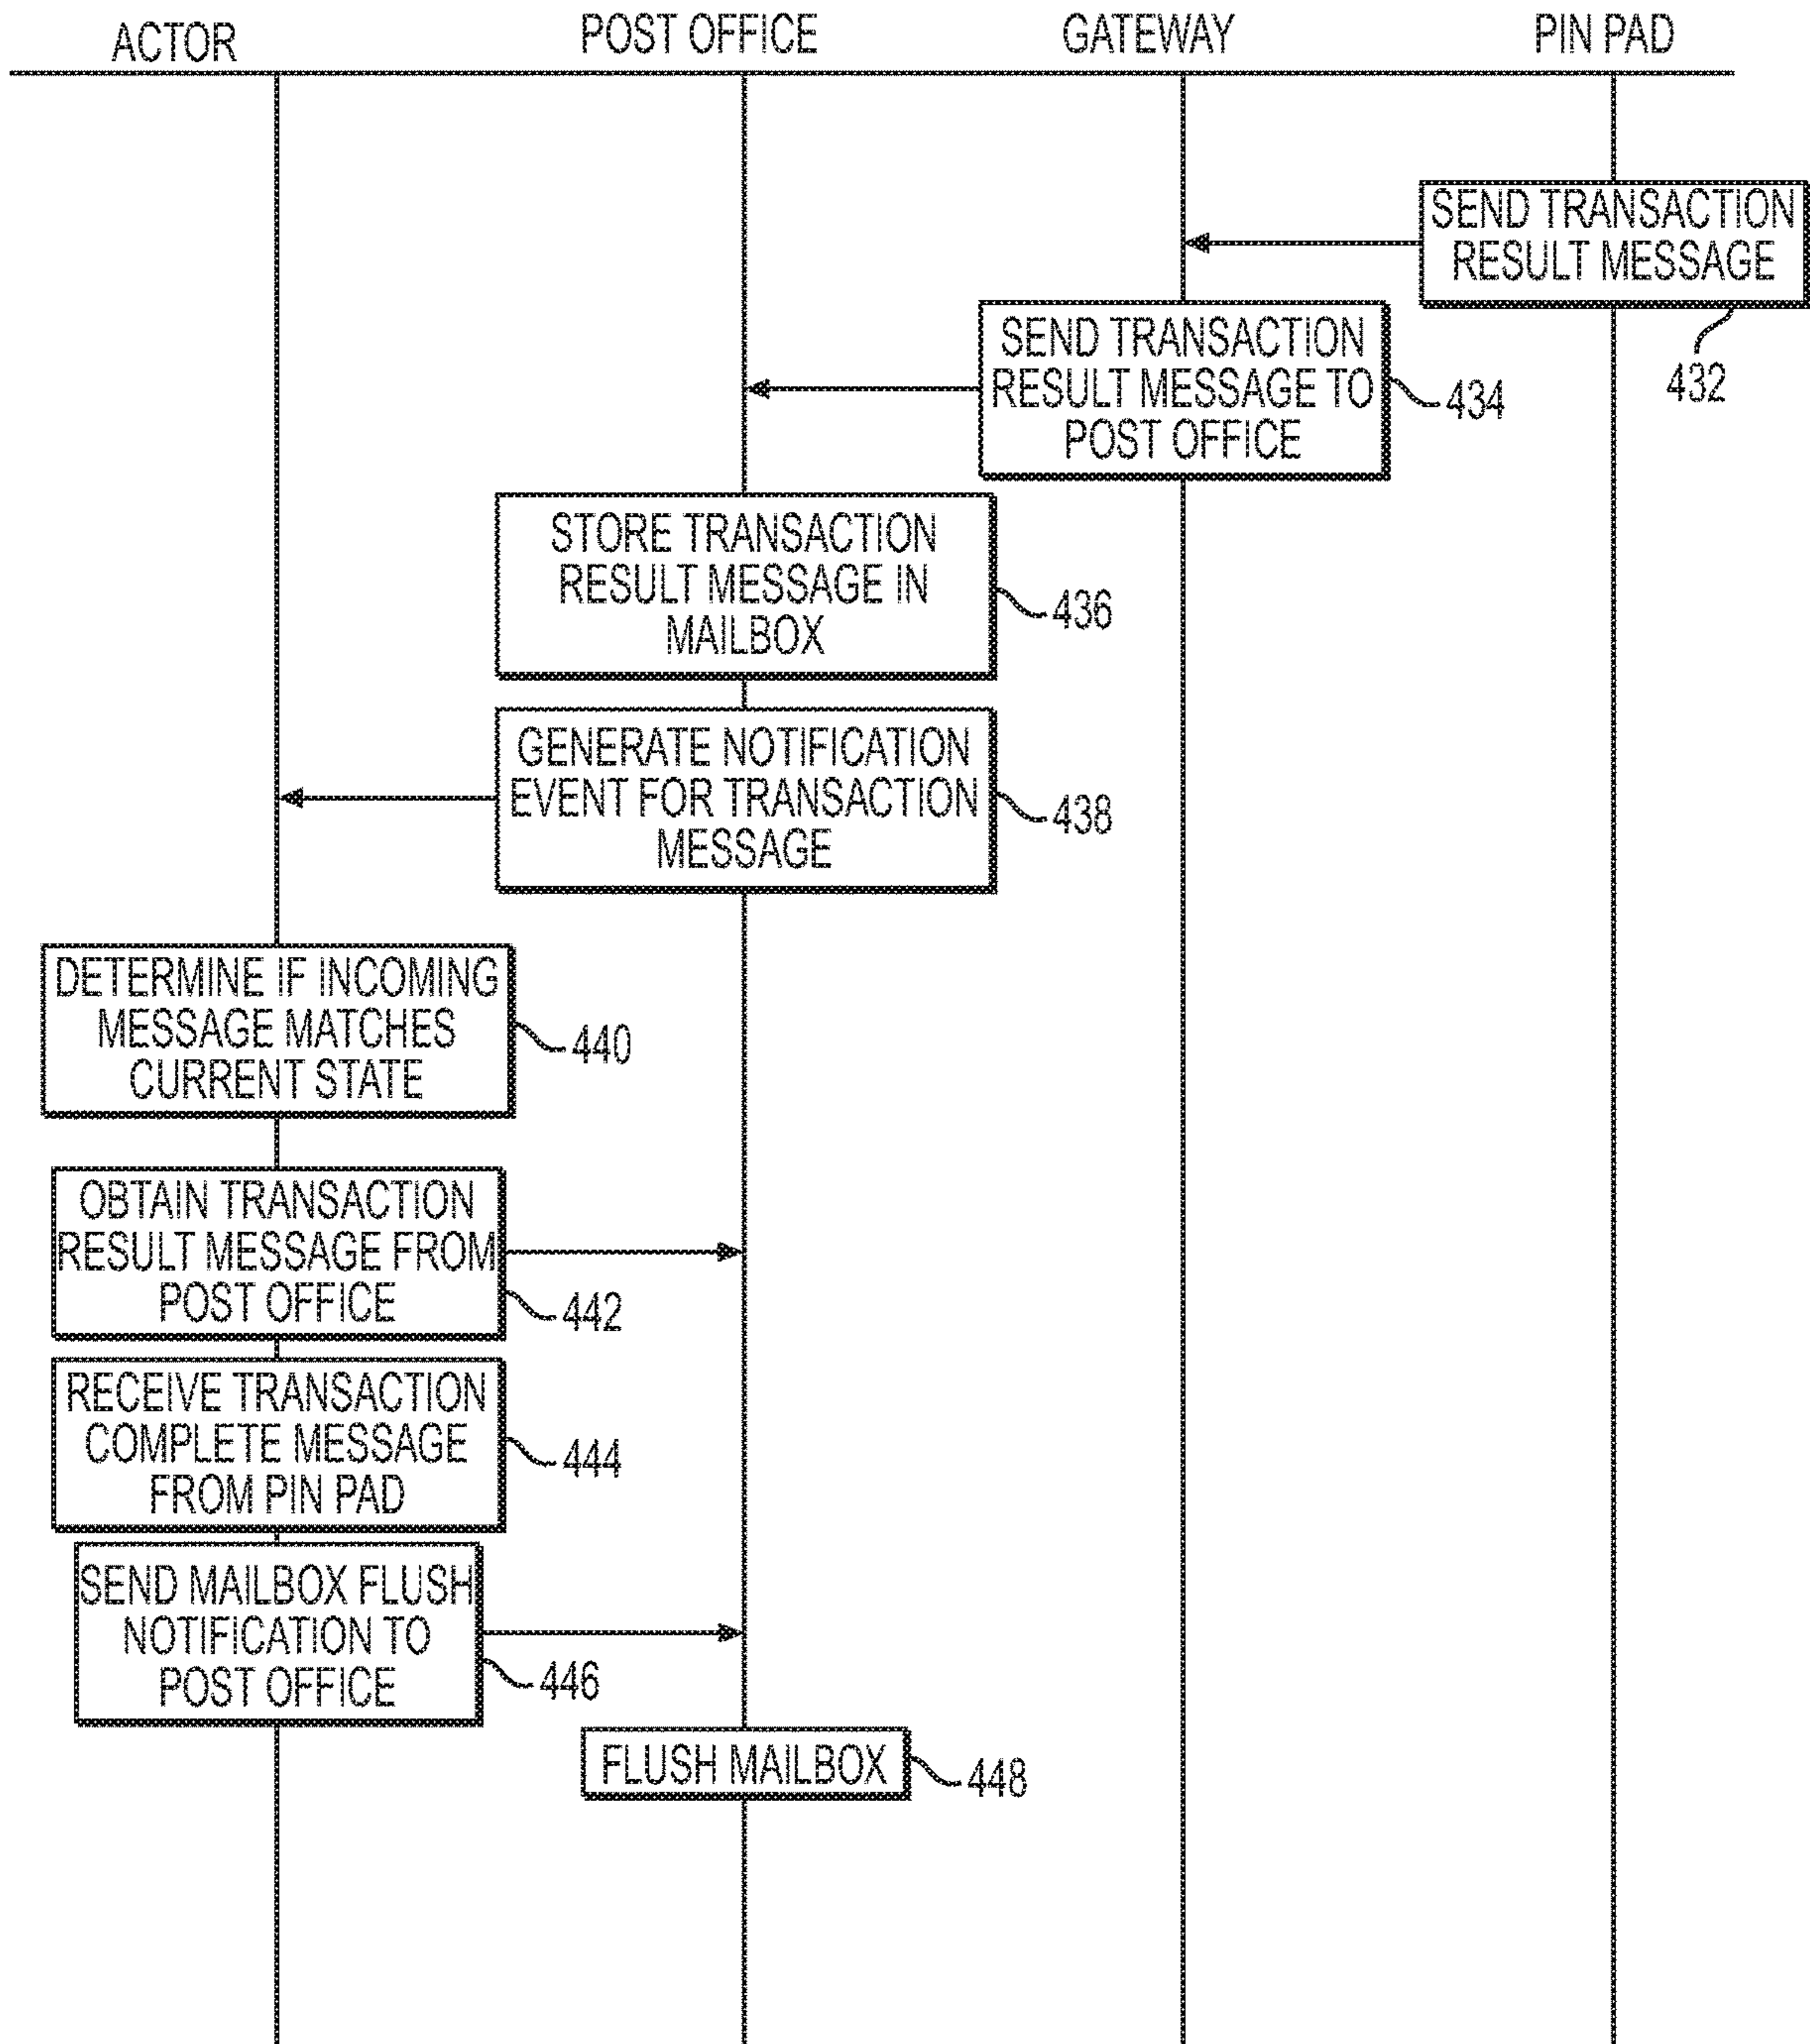 ACTOR
POST OFFICE
GATEWAY
PIN PAD
SEND TRANSACTION
RESULT MESSAGE
432
SEND TRANSACTION
RESULT MESSAGE TO
POST OFFICE
434
STORE TRANSACTION
RESULT MESSAGE IN
MAILBOX
436
GENERATE NOTIFICATION
EVENT FOR TRANSACTION
MESSAGE
438
DETERMINE IF INCOMING
MESSAGE MATCHES
CURRENT STATE
440
OBTAIN TRANSACTION
RESULT MESSAGE FROM
POST OFFICE
442
RECEIVE TRANSACTION
COMPLETE MESSAGE
FROM PIN PAD
444
SEND MAILBOX FLUSH
NOTIFICATION TO
POST OFFICE
446
FLUSH MAILBOX
448